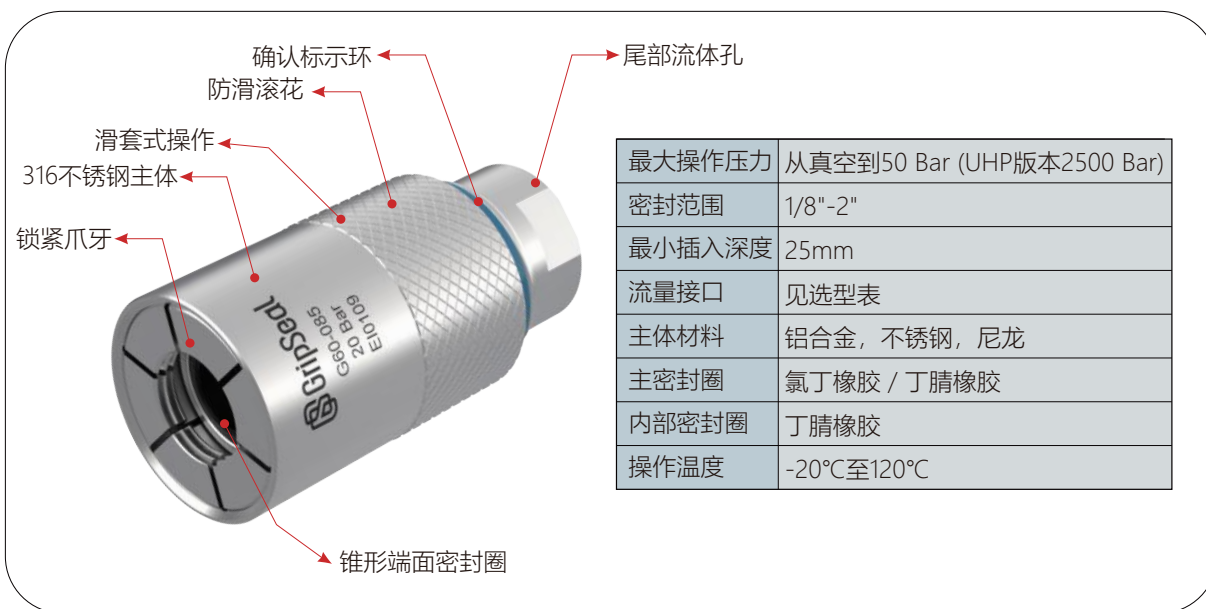 确认标示环
尾部流体孔
防滑滚花
滑套式操作
316不锈钢主体
锁紧爪牙
GripSeal
G60-085
20 Bar
E10109
锥形端面密封圈
最大操作压力 从真空到50 Bar (UHP版本2500 Bar)
密封范围 1/8"-2"
最小插入深度 25mm
流量接口 见选型表
主体材料 铝合金，不锈钢，尼龙
主密封圈 氯丁橡胶 / 丁腈橡胶
内部密封圈 丁腈橡胶
操作温度 -20℃至120℃